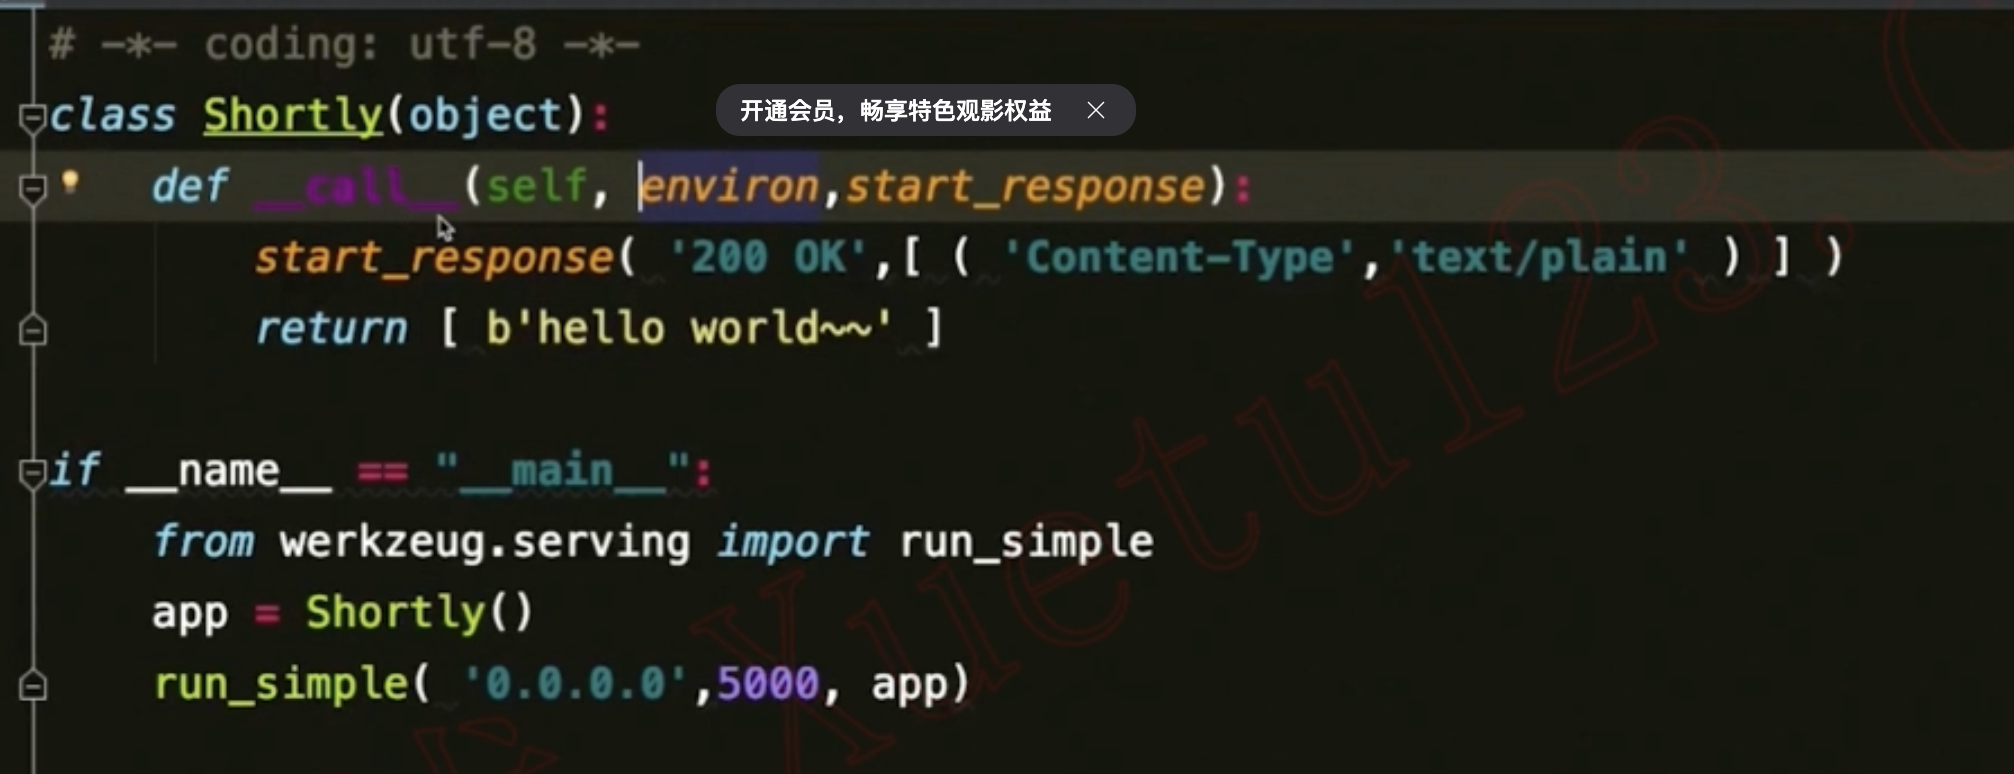 # -*- coding: utf-8 -*-
class Shortly(object):
开通会员，畅享特色观影权益
    def __call__(self, environ,start_response):
        start_response( '200 OK',[ ( 'Content-Type','text/plain' ) ] )
        return [ b'hello world~~' ]
if __name__ == "__main__":
    from werkzeug.serving import run_simple
    app = Shortly()
    run_simple( '0.0.0.0',5000, app)
& Xuetu123.